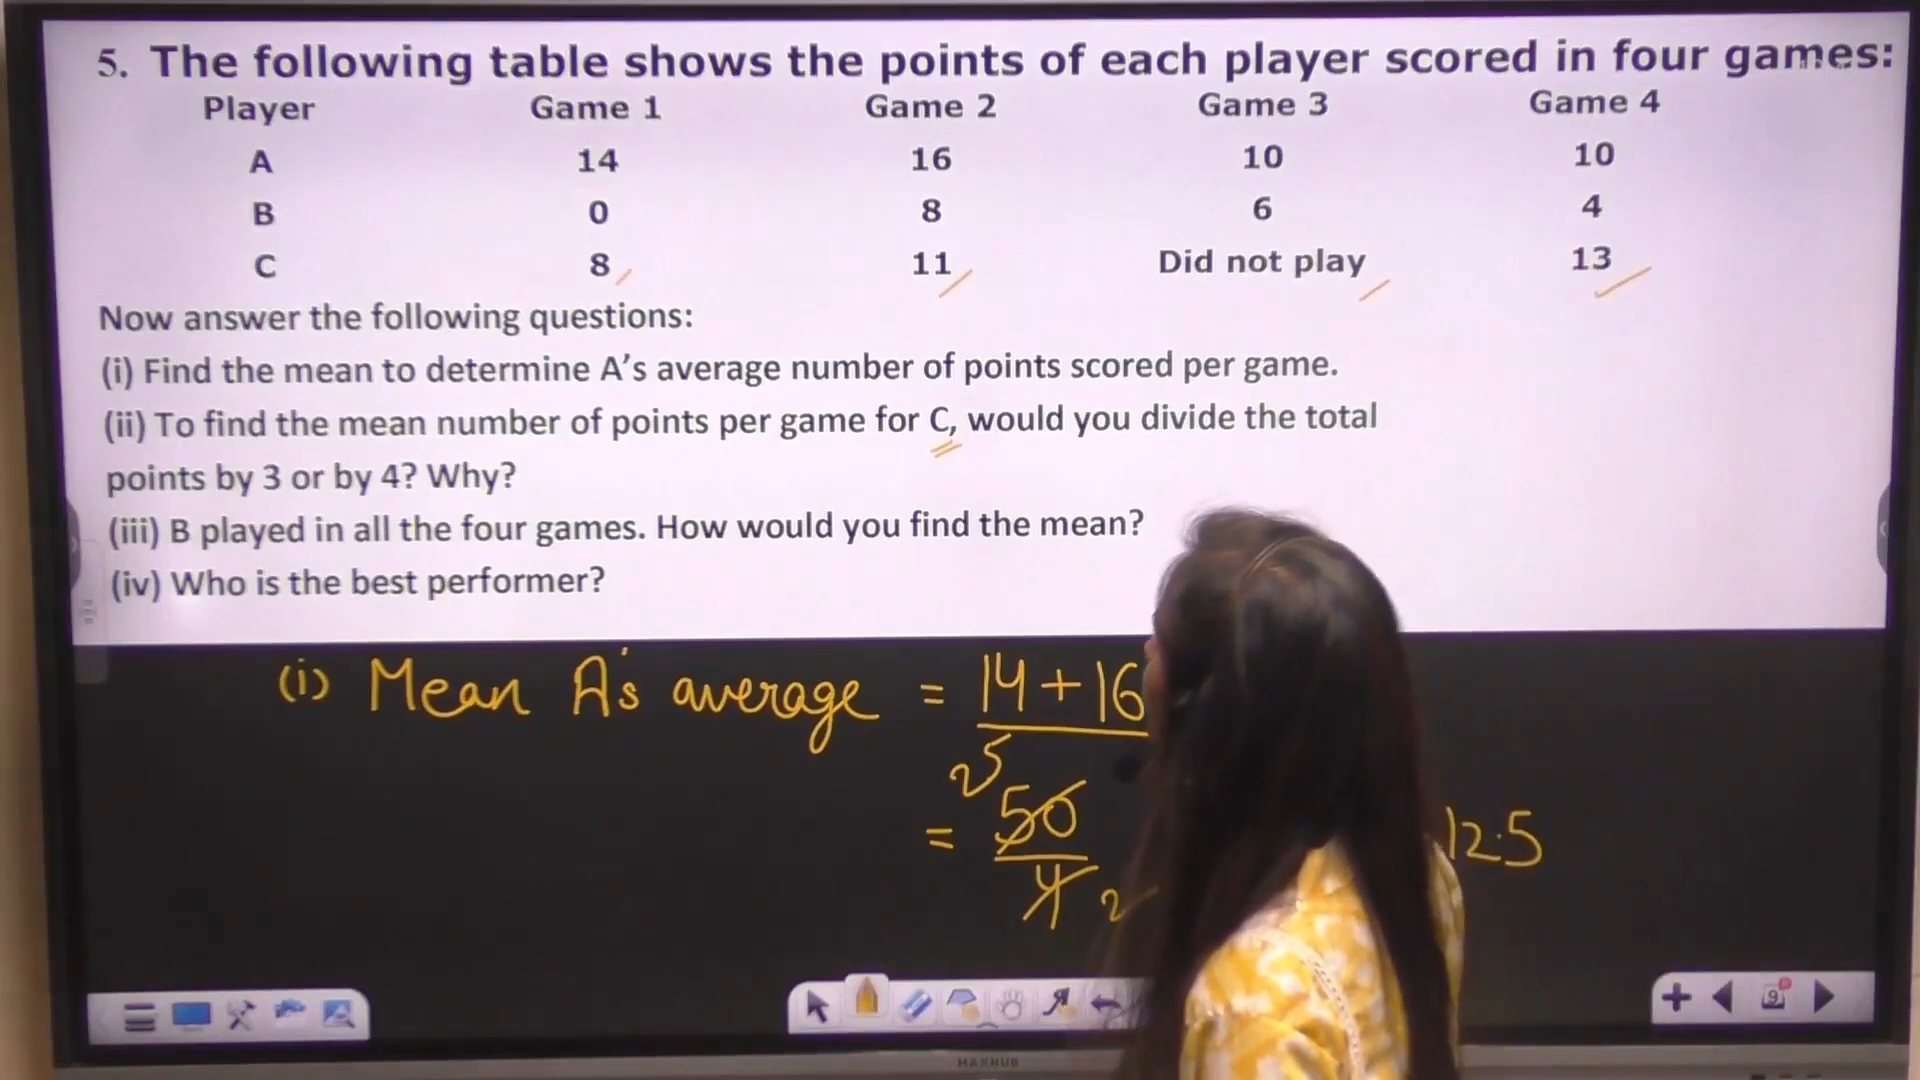 5. The following table shows the points of each player scored in four games:
Player Game 1 Game 2 Game 3 Game 4
A 14 16 10 10
B 0 8 6 4
C 8 11 Did not play 13
Now answer the following questions:
(i) Find the mean to determine A’s average number of points scored per game.
(ii) To find the mean number of points per game for C, would you divide the total
points by 3 or by 4? Why?
(iii) B played in all the four games. How would you find the mean?
(iv) Who is the best performer?
(i) Mean A's average = 14+16
25
= 50 12.5
4 2
9
MAXHUB